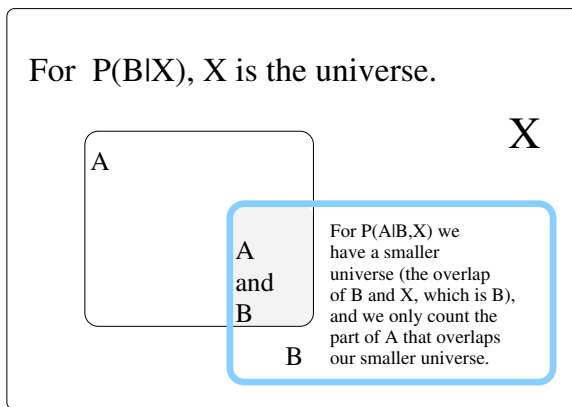 For P(B|X), X is the universe.
X
A
A
and
B
For P(A|B,X) we
have a smaller
universe (the overlap
of B and X, which is B),
and we only count the
part of A that overlaps
our smaller universe.
B